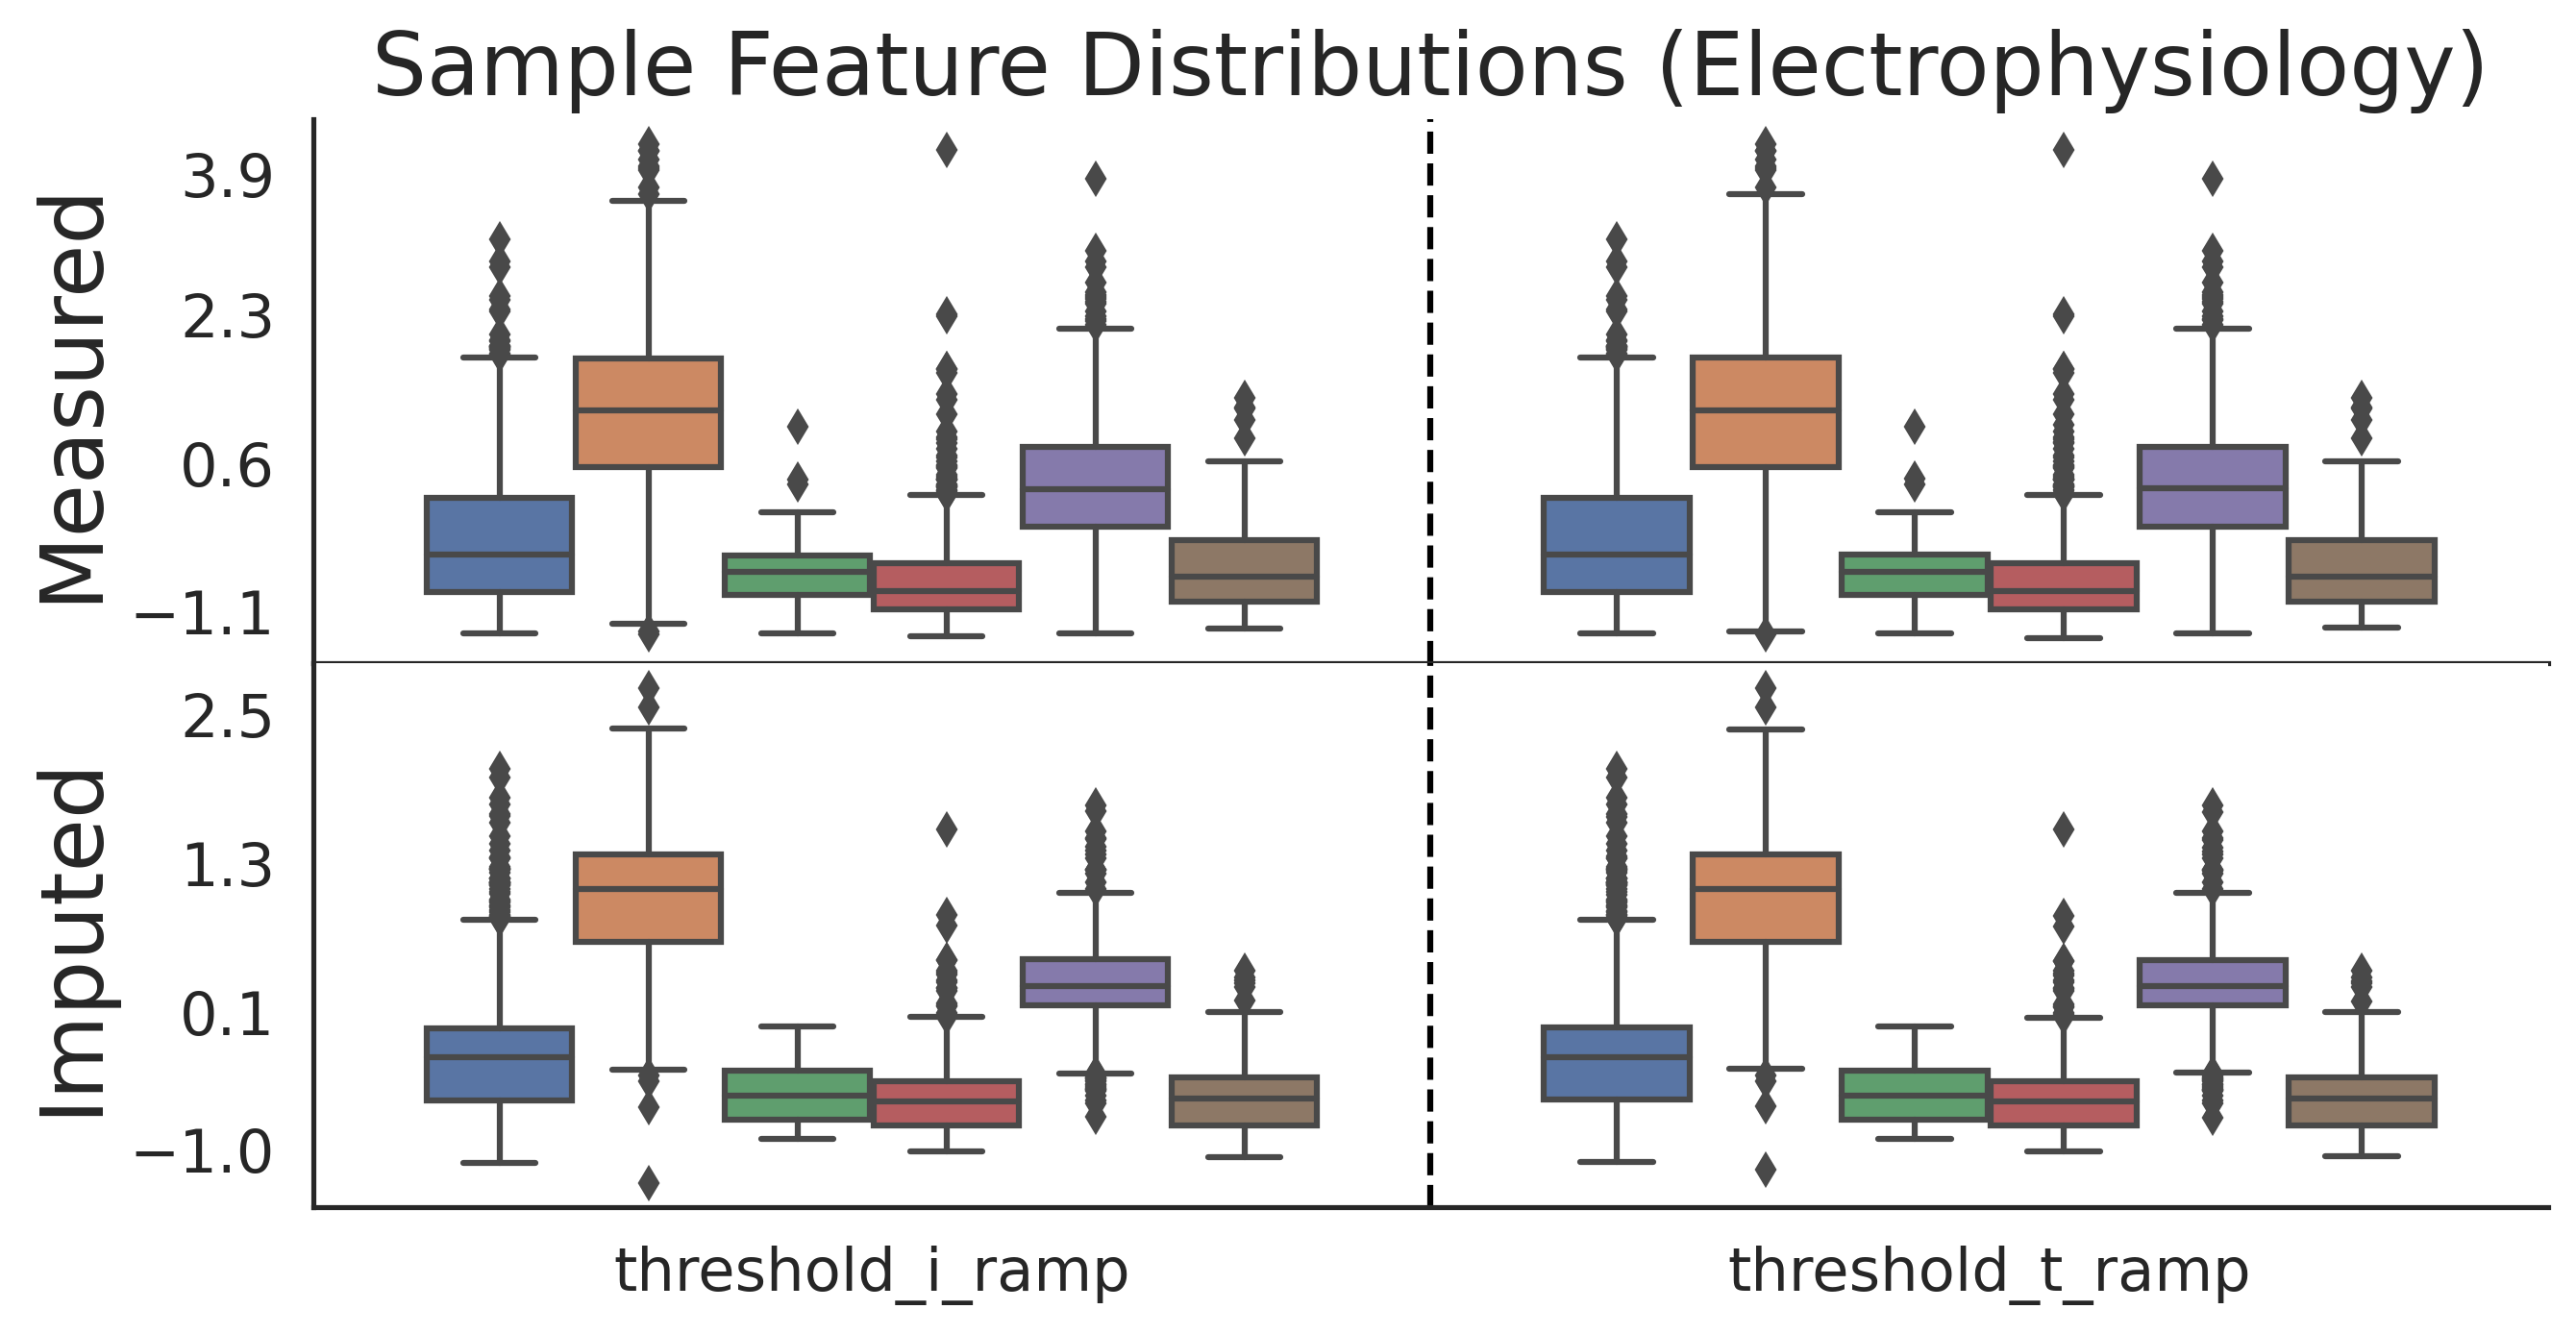 Sample Feature Distributions (Electrophysiology)
Measured
3.9
2.3
0.6
−1.1
Imputed
2.5
1.3
0.1
−1.0
threshold_i_ramp
threshold_t_ramp